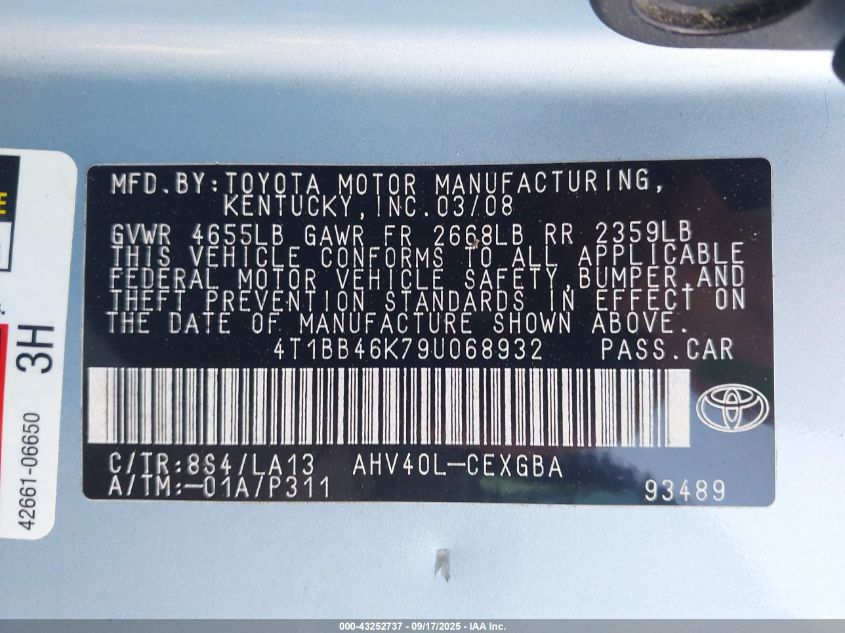 MFD.BY:TOYOTA MOTOR MANUFACTURING,
KENTUCKY,INC.03/08
GVWR 4655LB GAWR FR 2668LB RR 2359LB
THIS VEHICLE CONFORMS TO ALL APPLICABLE
FEDERAL MOTOR VEHICLE SAFETY,BUMPER,AND
THEFT PREVENTION STANDARDS IN EFFECT ON
THE DATE OF MANUFACTURE SHOWN ABOVE.
4T1BB46K79U068932 PASS.CAR
C/TR:8S4/LA13 AHV40L-CEXGBA
A/TM:-01A/P311 93489
3H
42661-06650
000-43252737 - 09/17/2025 - IAA Inc.